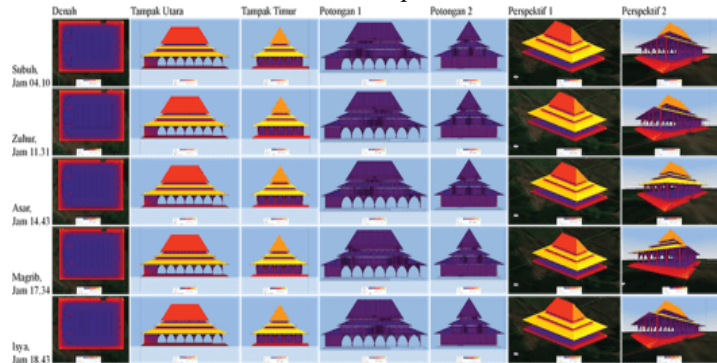 Denah Tampak Utara Tampak Timur Potongan 1 Potongan 2 Perspektif 1 Perspektif 2
Subuh,
Jam 04.10
Zuhur,
Jam 11.31
Asar,
Jam 14.43
Magrib,
Jam 17.34
Isya,
Jam 18.43